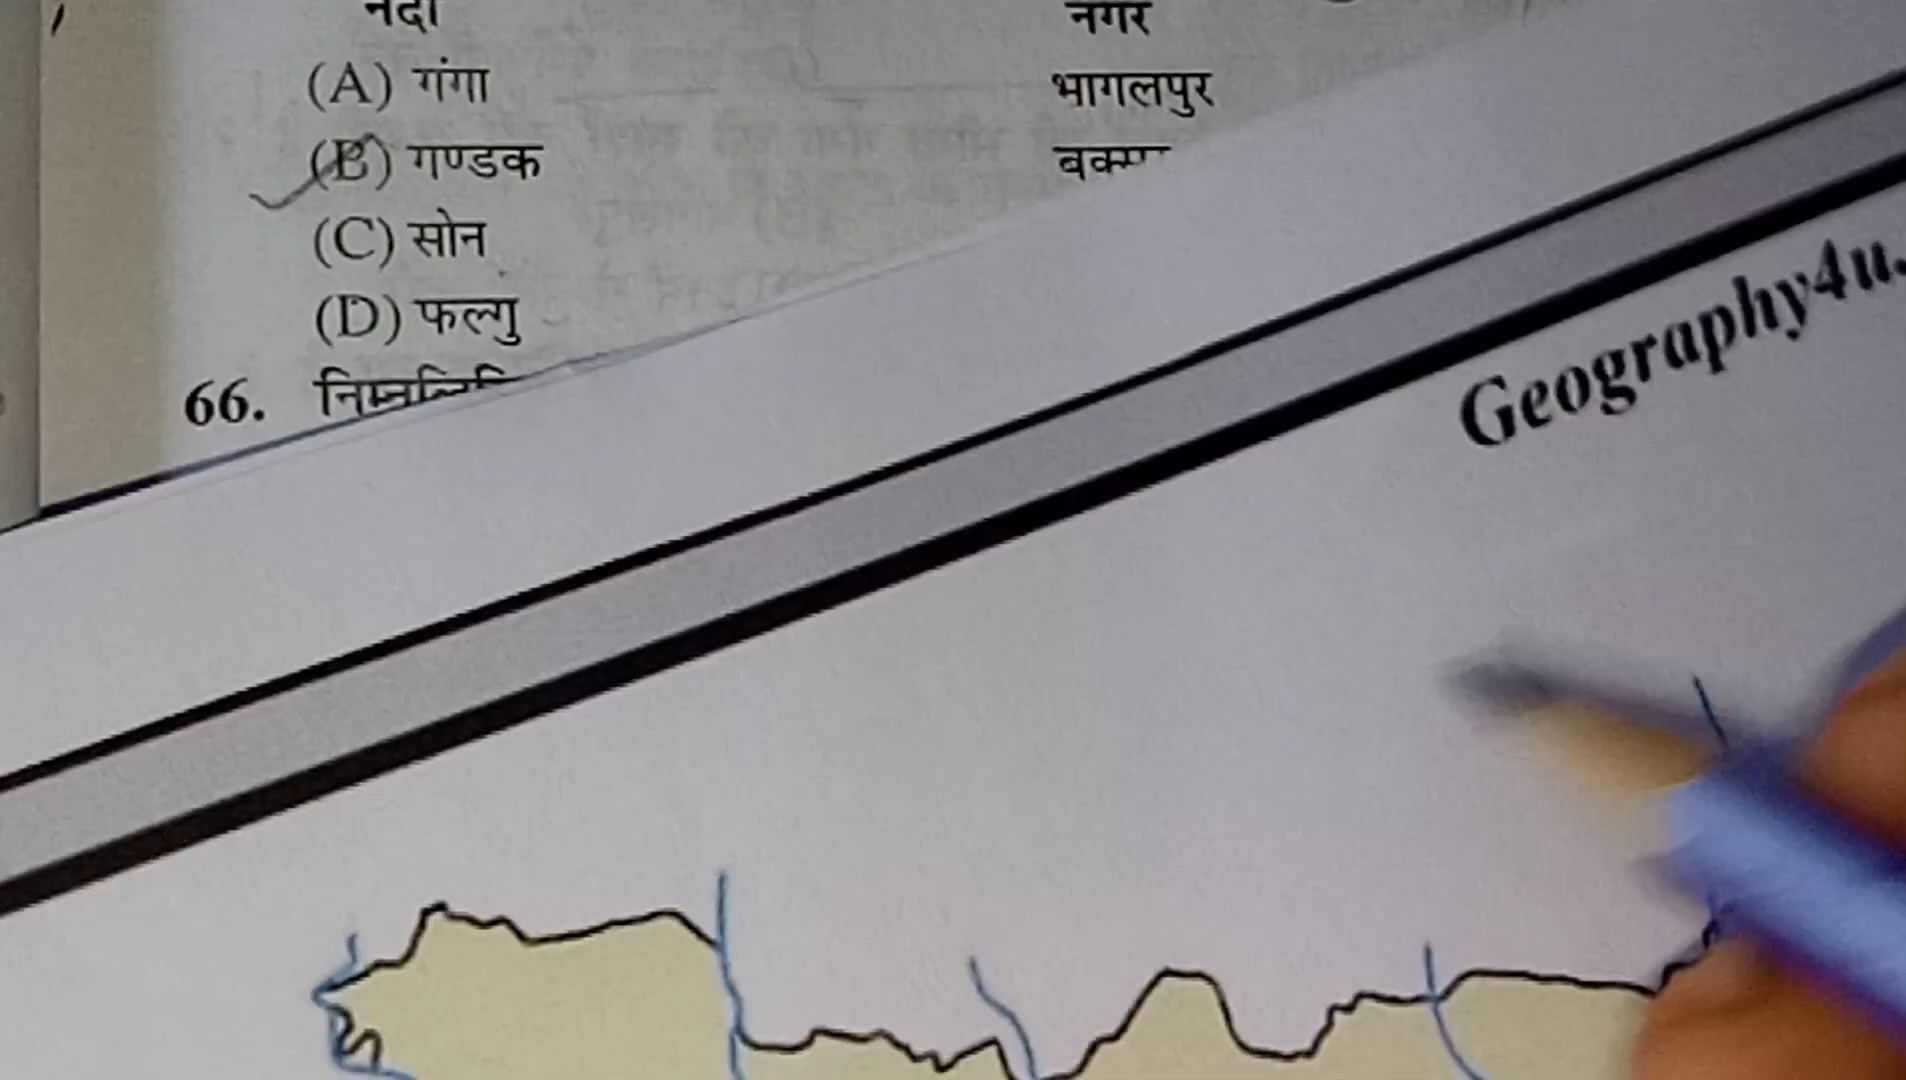 नदी नगर
(A) गंगा भागलपुर
(B) गण्डक
(C) सोन
(D) फल्गु
66.
Geography4u.